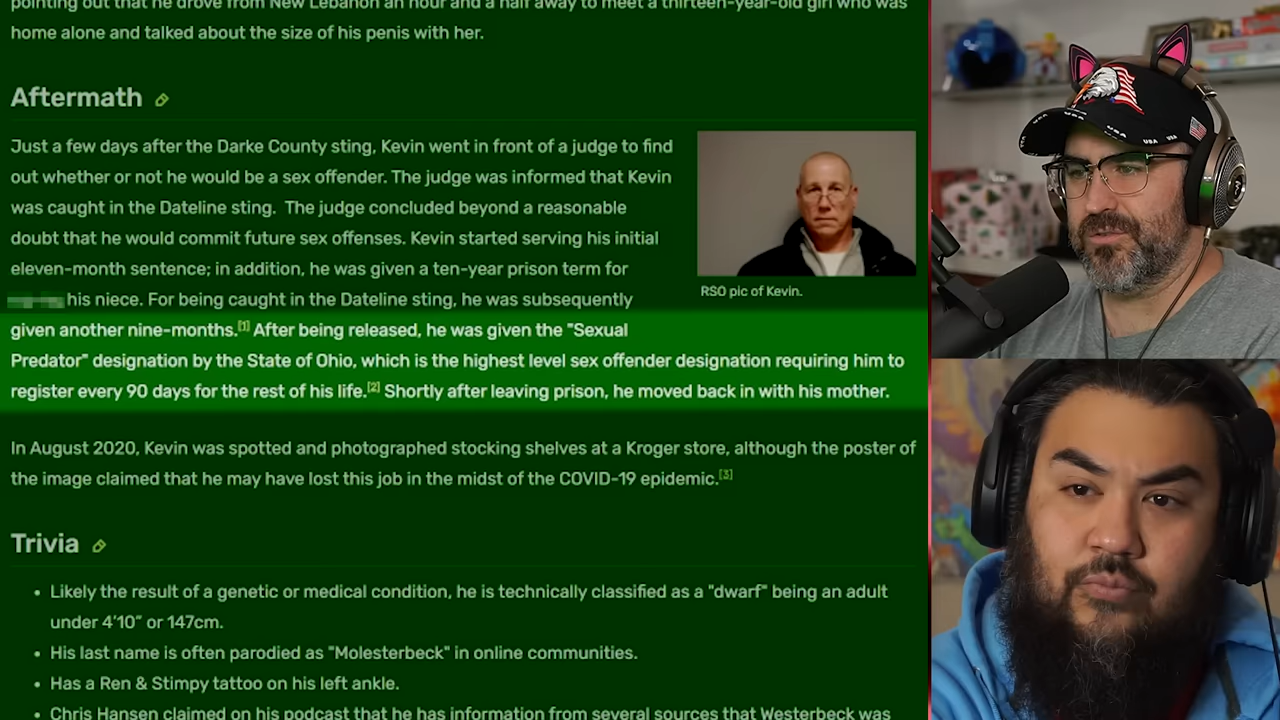 pointing out that he drove from New Lebanon an hour and a half away to meet a thirteen-year-old girl who was
home alone and talked about the size of his penis with her.
Aftermath
Just a few days after the Darke County sting, Kevin went in front of a judge to find
out whether or not he would be a sex offender. The judge was informed that Kevin
was caught in the Dateline sting. The judge concluded beyond a reasonable
doubt that he would commit future sex offenses. Kevin started serving his initial
eleven-month sentence; in addition, he was given a ten-year prison term for
his niece. For being caught in the Dateline sting, he was subsequently
given another nine-months.[1] After being released, he was given the "Sexual
Predator" designation by the State of Ohio, which is the highest level sex offender designation requiring him to
register every 90 days for the rest of his life.[2] Shortly after leaving prison, he moved back in with his mother.
RSO pic of Kevin.
In August 2020, Kevin was spotted and photographed stocking shelves at a Kroger store, although the poster of
the image claimed that he may have lost this job in the midst of the COVID-19 epidemic.[3]
Trivia
• Likely the result of a genetic or medical condition, he is technically classified as a "dwarf" being an adult
under 4'10" or 147cm.
• His last name is often parodied as "Molesterbeck" in online communities.
• Has a Ren & Stimpy tattoo on his left ankle.
• Chris Hansen claimed on his podcast that he has information from several sources that Westerbeck was
USA USA USA